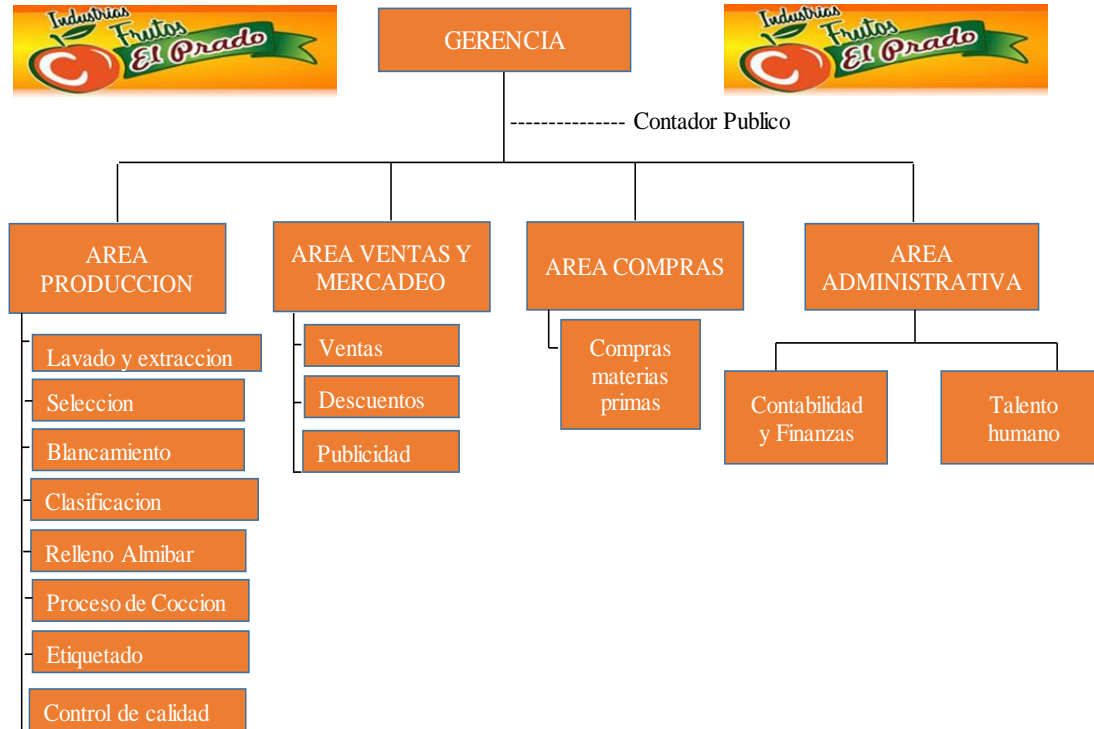 Industrias
Frutos
El Prado
GERENCIA
Industrias
Frutos
El Prado
Contador Publico
AREA
PRODUCCION
AREA VENTAS Y
MERCADEO
AREA COMPRAS
AREA
ADMINISTRATIVA
Lavado y extraccion
Seleccion
Blancamiento
Clasificacion
Relleno Almibar
Proceso de Coccion
Etiquetado
Control de calidad
Ventas
Descuentos
Publicidad
Compras
materias
primas
Contabilidad
y Finanzas
Talento
humano